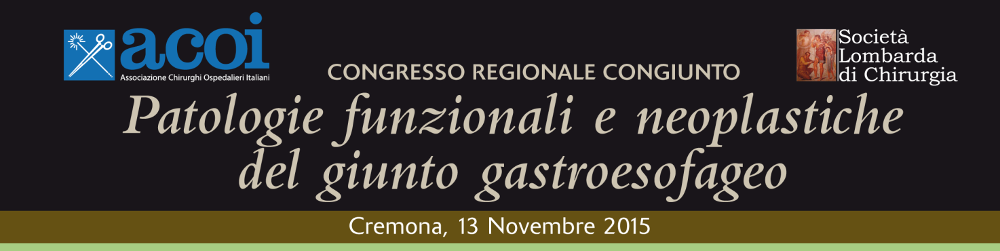 acoi
Associazione Chirurghi Ospedalieri Italiani
Società
Lombarda
di Chirurgia
CONGRESSO REGIONALE CONGIUNTO
Patologie funzionali e neoplastiche
del giunto gastroesofageo
Cremona, 13 Novembre 2015